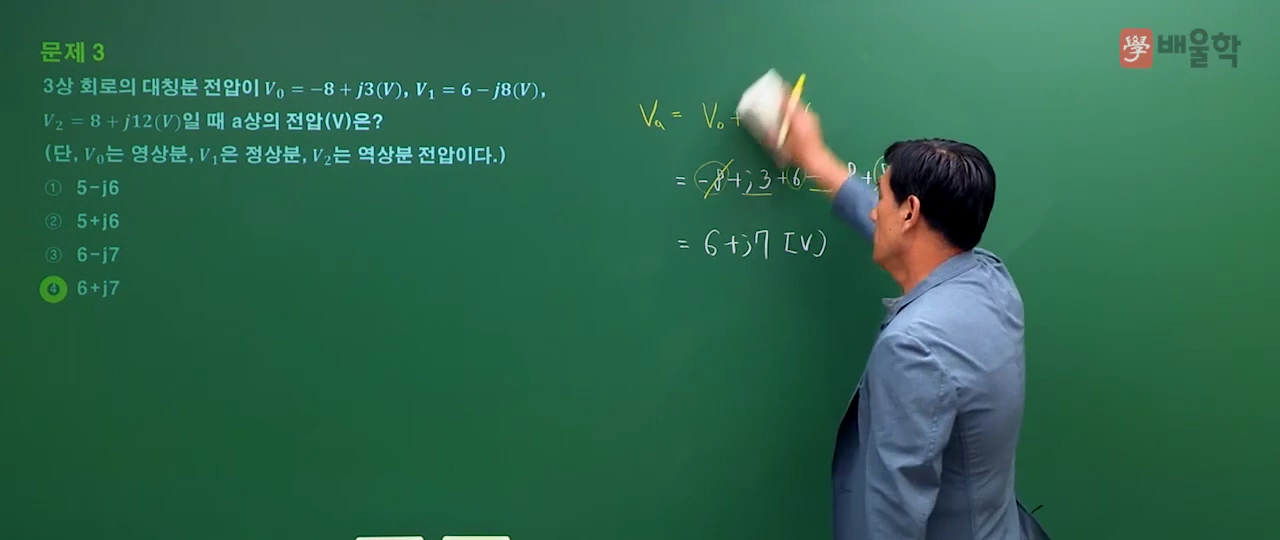 學 배울학
문제 3
3상 회로의 대칭분 전압이 V₀ = −8 + j3(V), V₁ = 6 − j8(V),
V₂ = 8 + j12(V)일 때 a상의 전압(V)은?
(단, V₀는 영상분, V₁은 정상분, V₂는 역상분 전압이다.)
① 5−j6
② 5+j6
③ 6−j7
④ 6+j7
Va = V₀+
= -8+j3+6- 8+
= 6+j7 [V]